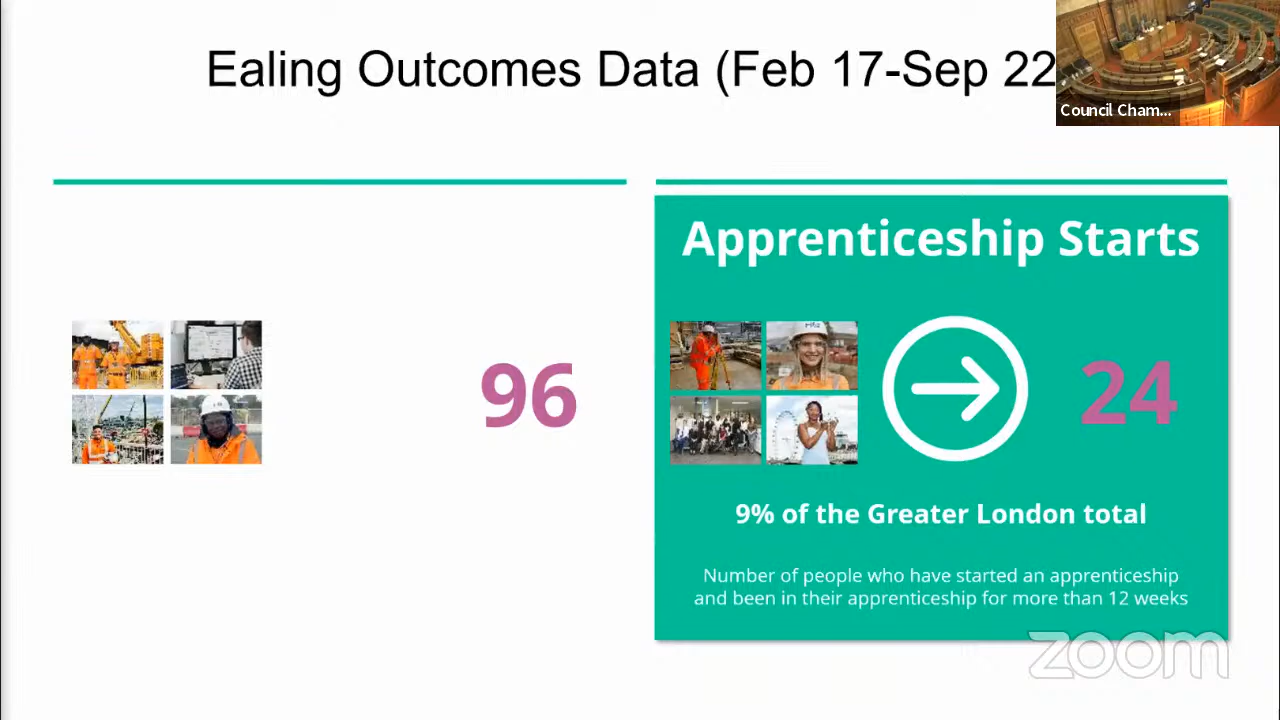 Ealing Outcomes Data (Feb 17-Sep 22
Council Cham...
Apprenticeship Starts
96
24
9% of the Greater London total
Number of people who have started an apprenticeship
and been in their apprenticeship for more than 12 weeks
zoom